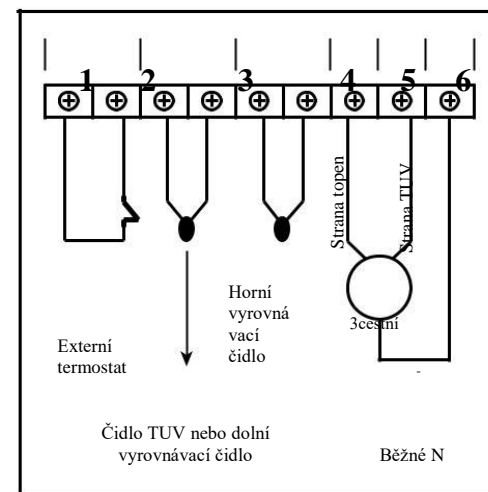 1 2 3 4 5 6
Strana topen
Strana TUV
3cestní
Horní
vyrovná
vací
čidlo
Externí
termostat
Čidlo TUV nebo dolní
vyrovnávací čidlo
Běžné N